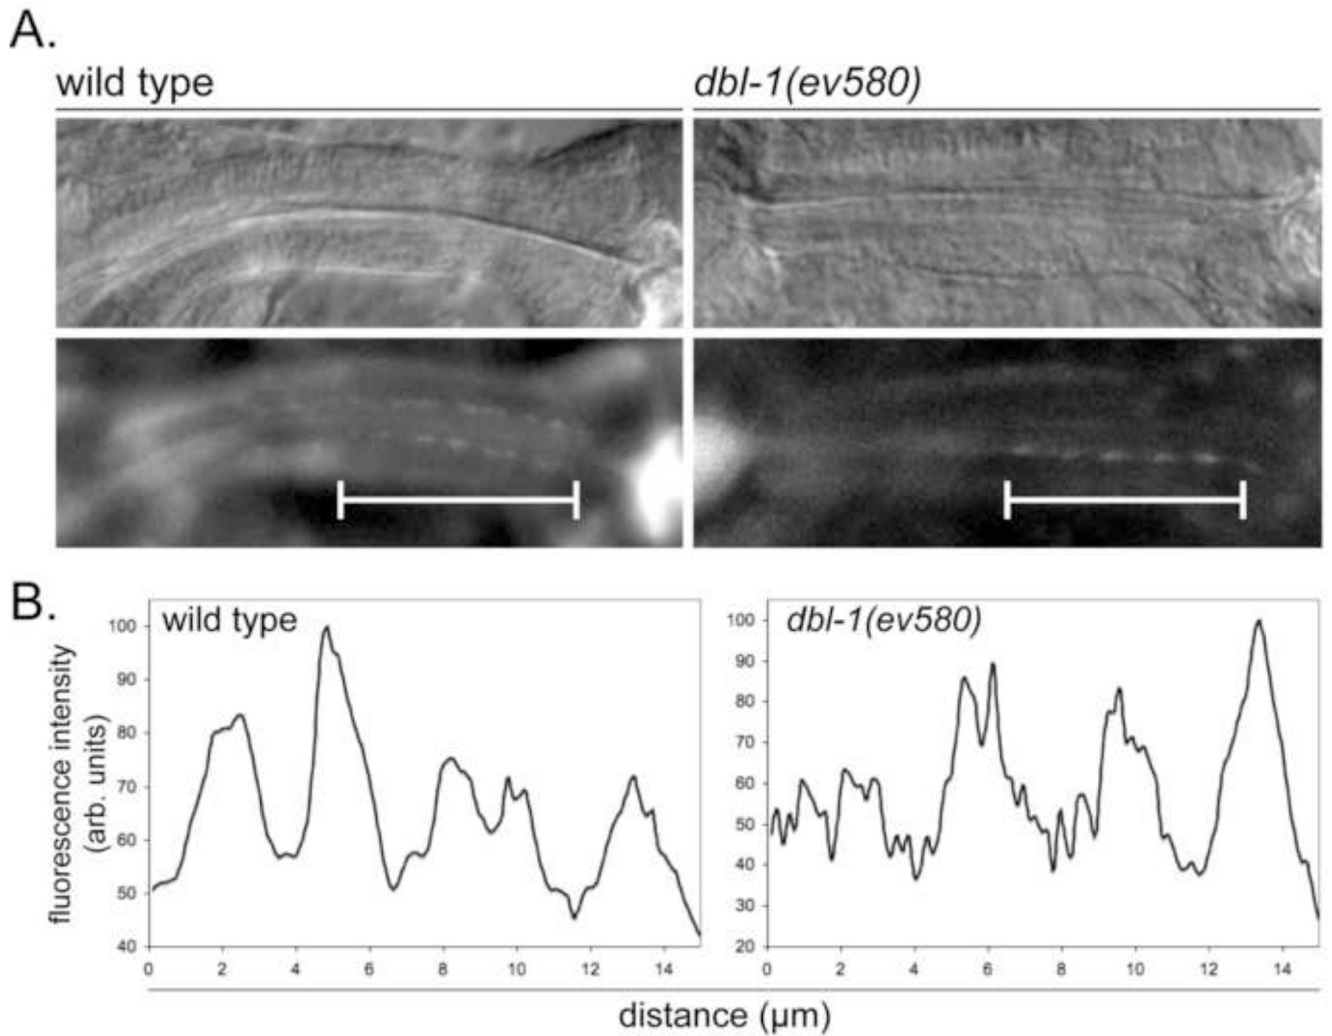 A.
wild type
dbl-1(ev580)
B.
wild type
dbl-1(ev580)
fluorescence intensity
(arb. units)
100
90
80
70
60
50
40
0 2 4 6 8 10 12 14
100
90
80
70
60
50
40
30
20
0 2 4 6 8 10 12 14
distance (µm)